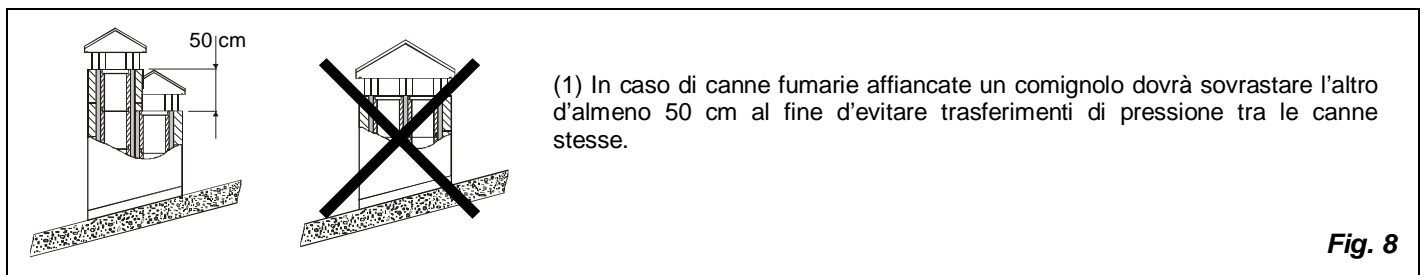 50 cm
(1) In caso di canne fumarie affiancate un comignolo dovrà sovrastare l’altro
d’almeno 50 cm al fine d’evitare trasferimenti di pressione tra le canne
stesse.
Fig. 8